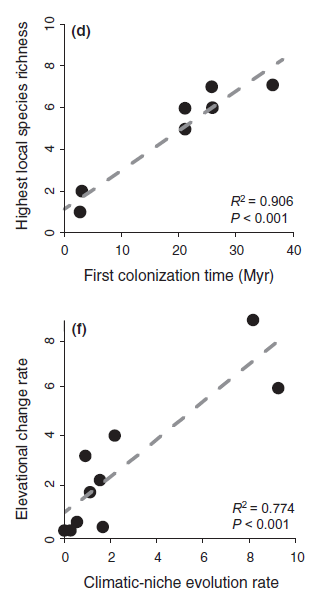 (d)
Highest local species richness
10
8
6
4
2
0
R² = 0.906
P < 0.001
0 10 20 30 40
First colonization time (Myr)
(f)
Elevational change rate
8
6
4
2
0
R² = 0.774
P < 0.001
0 2 4 6 8 10
Climatic-niche evolution rate